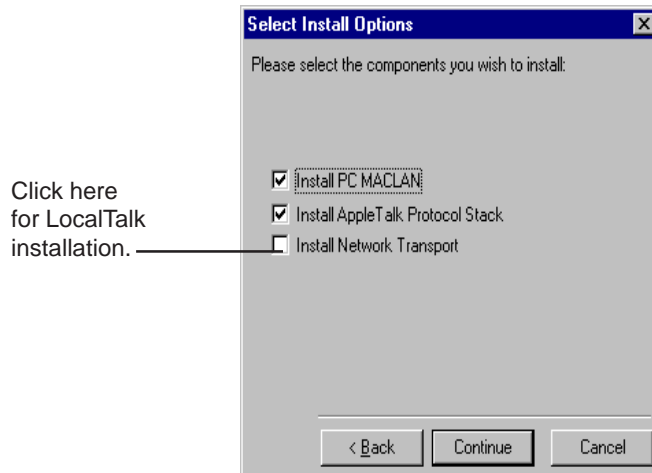 Select Install Options
Please select the components you wish to install:
Click here
for LocalTalk
installation.
Install PC MACLAN
Install AppleTalk Protocol Stack
Install Network Transport
< Back
Continue
Cancel